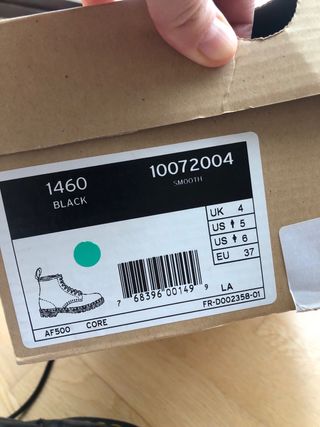 1460
BLACK
10072004
SMOOTH
UK 4
US 5
US 6
EU 37
7 68396 00149 9
LA
AF500 CORE
FR-D002358-01